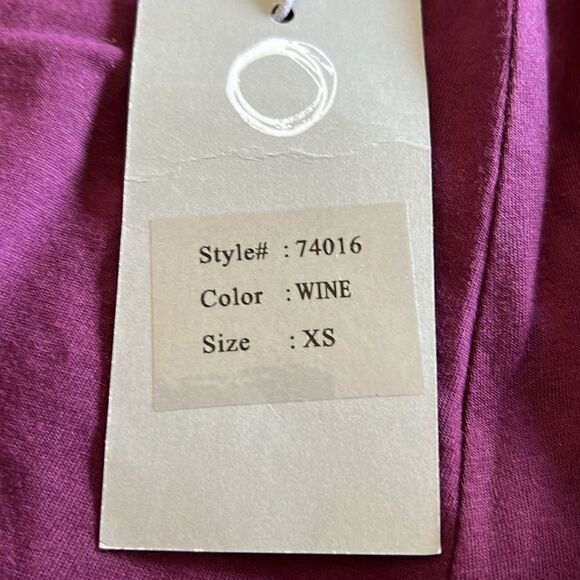 Style# : 74016
Color : WINE
Size : XS